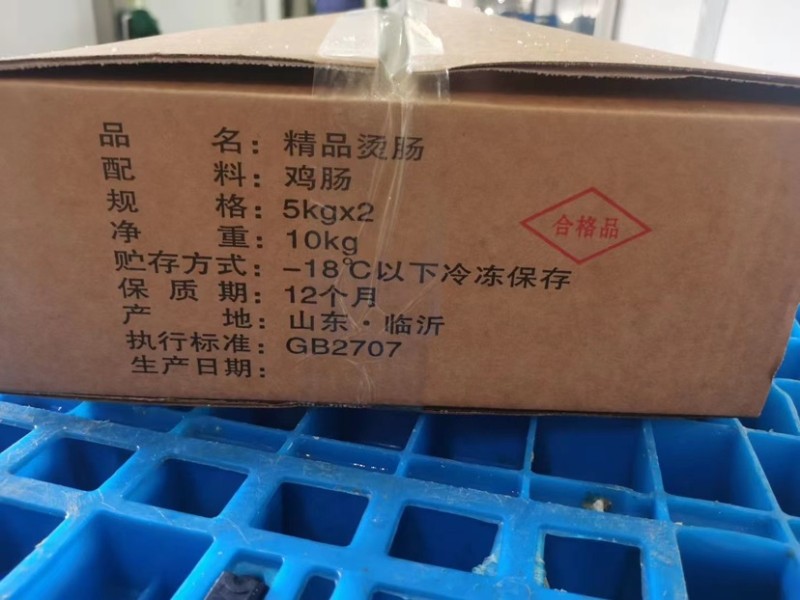 品名：精品烫肠
配料：鸡肠
规格：5kgx2
净重：10kg
贮存方式：-18℃以下冷冻保存
保质期：12个月
产地：山东·临沂
执行标准：GB2707
生产日期：
合格品